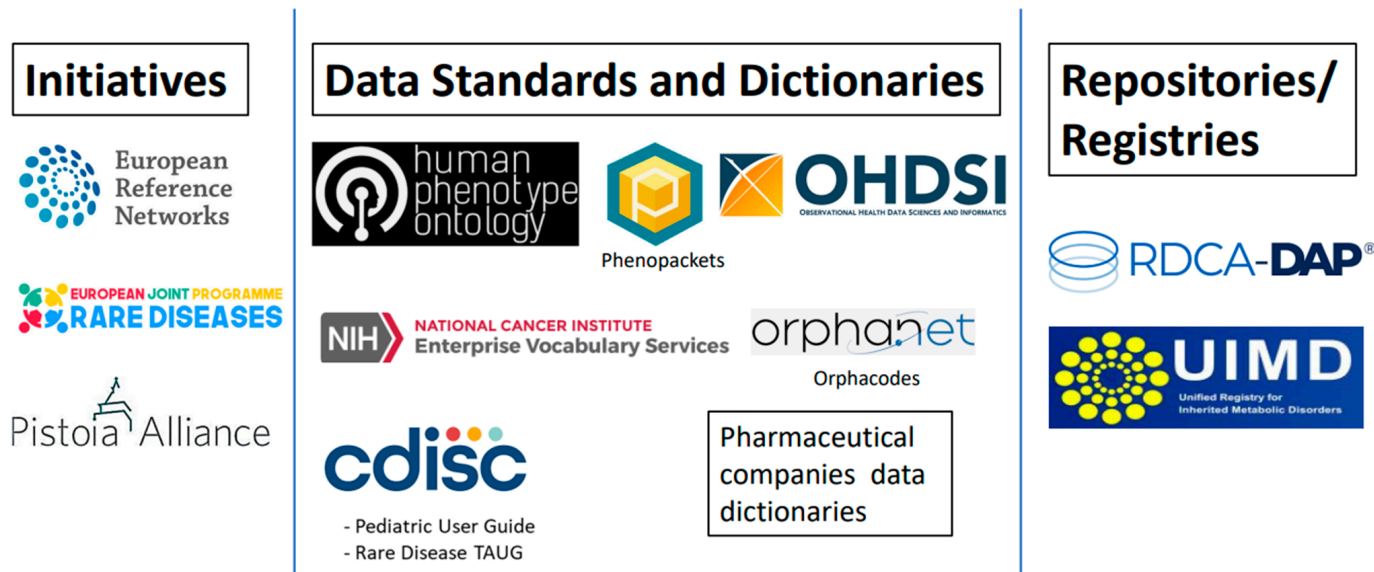 Initiatives
European
Reference
Networks
EUROPEAN JOINT PROGRAMME
RARE DISEASES
Pistoia Alliance
Data Standards and Dictionaries
human
phenotype
ontology
Phenopackets
OHDSI
OBSERVATIONAL HEALTH DATA SCIENCES AND INFORMATICS
NIH
NATIONAL CANCER INSTITUTE
Enterprise Vocabulary Services
orphanet
Orphacodes
cdisc
- Pediatric User Guide
- Rare Disease TAUG
Pharmaceutical
companies data
dictionaries
Repositories/
Registries
RDCA-DAP®
UIMD
Unified Registry for
Inherited Metabolic Disorders